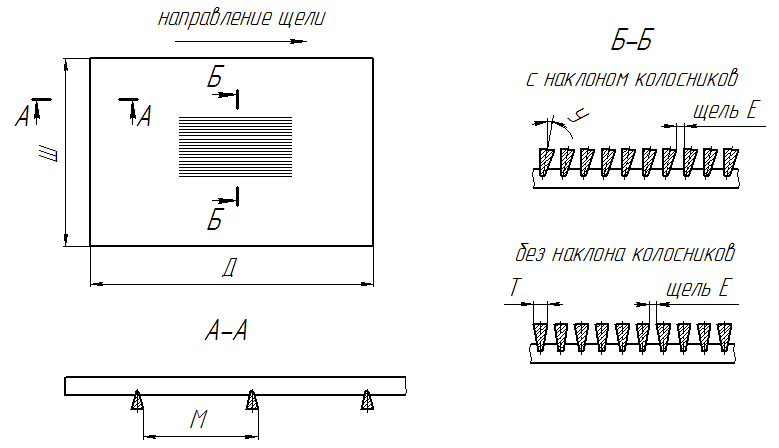 направление щели
Б
А
А
Ш
Б
Д
А–А
М
Б–Б
с наклоном колосников
У
щель Е
без наклона колосников
Т
щель Е